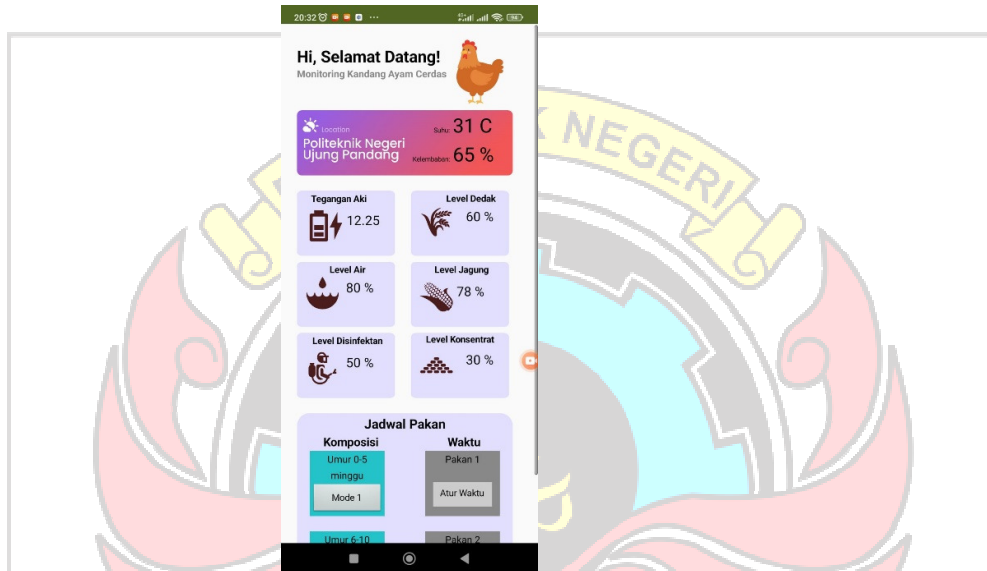 20:32
Hi, Selamat Datang!
Monitoring Kandang Ayam Cerdas
Location
Politeknik Negeri
Ujung Pandang
Suhu: 31 C
Kelembaban: 65 %
Tegangan Aki
12.25
Level Dedak
60 %
Level Air
80 %
Level Jagung
78 %
Level Disinfektan
50 %
Level Konsentrat
30 %
Jadwal Pakan
Komposisi
Waktu
Umur 0-5
minggu
Mode 1
Pakan 1
Atur Waktu
Umur 6-10
Pakan 2
NEGERI